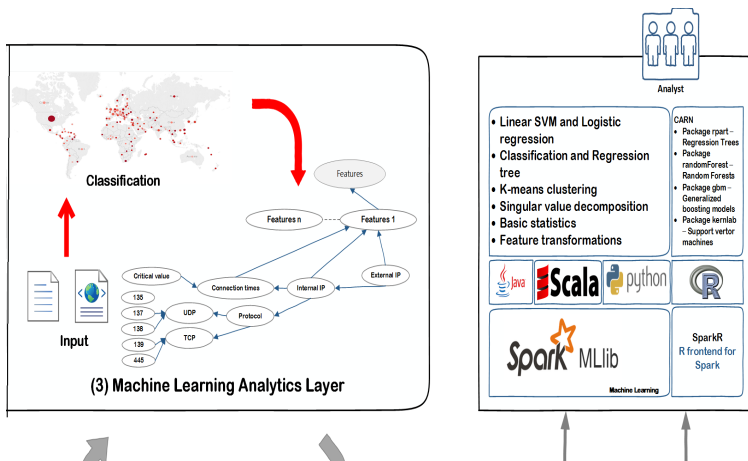 Classification
Features
Features n
Features 1
Critical value
Connection times
Internal IP
External IP
135
137
138
139
445
UDP
TCP
Protocol
Input
(3) Machine Learning Analytics Layer
Analyst
• Linear SVM and Logistic
regression
• Classification and Regression
tree
• K-means clustering
• Singular value decomposition
• Basic statistics
• Feature transformations
CARN
• Package rpart –
Regression Trees
• Package
randomForest –
Random Forests
• Package gbm –
Generalized
boosting models
• Package kernlab
– Support vertor
machines
Java
Scala
python
R
Spark MLlib
Machine Learning
SparkR
R frontend for
Spark